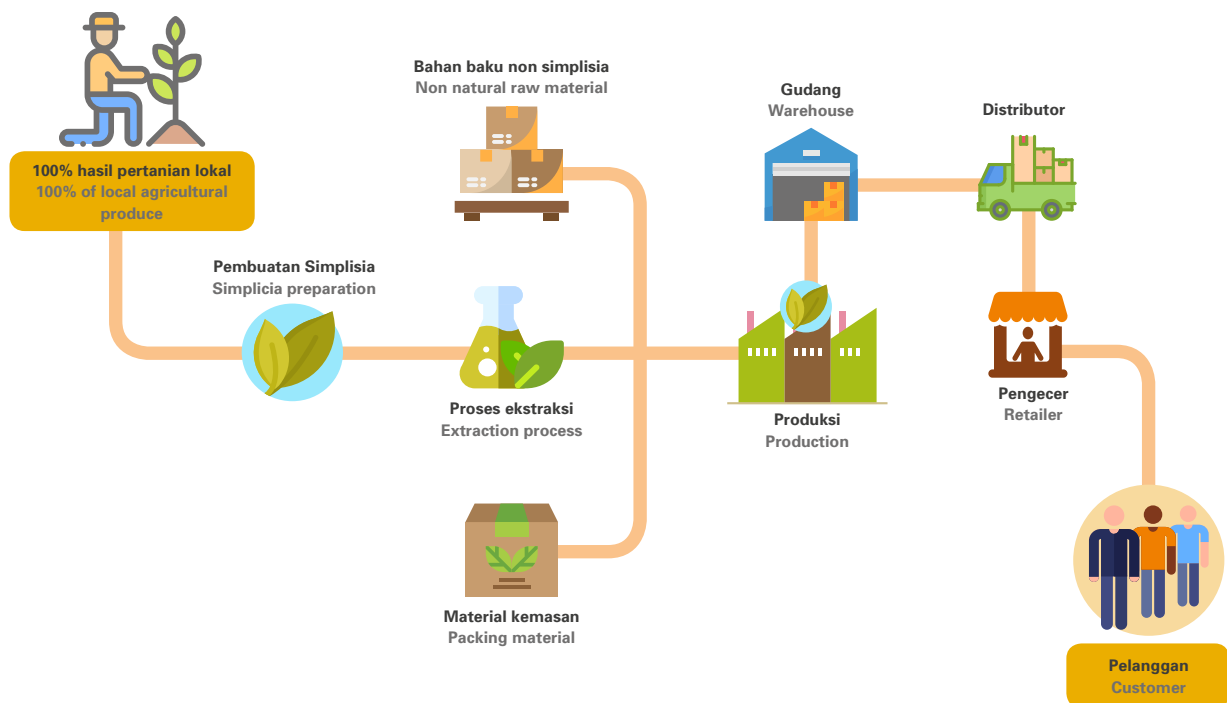 100% hasil pertanian lokal
100% of local agricultural
produce
Pembuatan Simplisia
Simplicia preparation
Bahan baku non simplisia
Non natural raw material
Proses ekstraksi
Extraction process
Material kemasan
Packing material
Gudang
Warehouse
Produksi
Production
Distributor
Pengecer
Retailer
Pelanggan
Customer